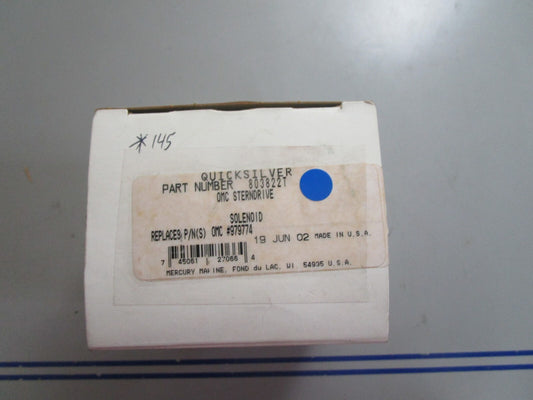 *145
QUICKSILVER
PART NUMBER 803822T
OMC STERNDRIVE
SOLENOID
REPLACES P/N(S) OMC #979774
19 JUN 02 MADE IN U.S.A.
7 45061 27086 4
MERCURY MARINE, FOND du LAC, WI 54935 U.S.A.